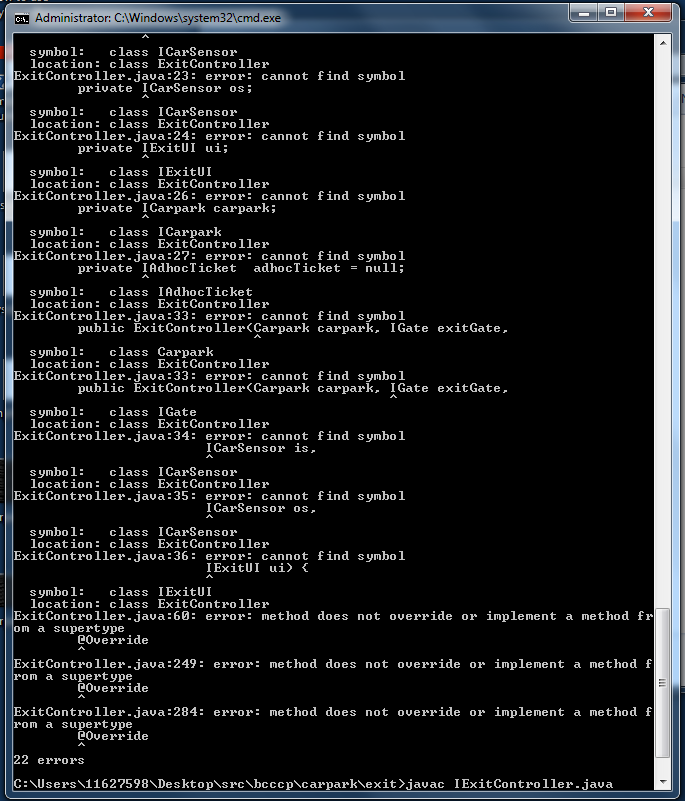 Administrator: C:\Windows\system32\cmd.exe
^
symbol:   class ICarSensor
location: class ExitController
ExitController.java:23: error: cannot find symbol
private ICarSensor os;
^
symbol:   class ICarSensor
location: class ExitController
ExitController.java:24: error: cannot find symbol
private IExitUI ui;
^
symbol:   class IExitUI
location: class ExitController
ExitController.java:26: error: cannot find symbol
private ICarpark carpark;
^
symbol:   class ICarpark
location: class ExitController
ExitController.java:27: error: cannot find symbol
private IAdhocTicket  adhocTicket = null;
^
symbol:   class IAdhocTicket
location: class ExitController
ExitController.java:33: error: cannot find symbol
public ExitController(Carpark carpark, IGate exitGate,
^
symbol:   class Carpark
location: class ExitController
ExitController.java:33: error: cannot find symbol
public ExitController(Carpark carpark, IGate exitGate,
^
symbol:   class IGate
location: class ExitController
ExitController.java:34: error: cannot find symbol
ICarSensor is,
^
symbol:   class ICarSensor
location: class ExitController
ExitController.java:35: error: cannot find symbol
ICarSensor os,
^
symbol:   class ICarSensor
location: class ExitController
ExitController.java:36: error: cannot find symbol
IExitUI ui) {
^
symbol:   class IExitUI
location: class ExitController
ExitController.java:60: error: method does not override or implement a method fr
om a supertype
@Override
^
ExitController.java:249: error: method does not override or implement a method f
rom a supertype
@Override
^
ExitController.java:284: error: method does not override or implement a method f
rom a supertype
@Override
^
22 errors
C:\Users\11627598\Desktop\src\bcccp\carpark\exit>javac IExitController.java